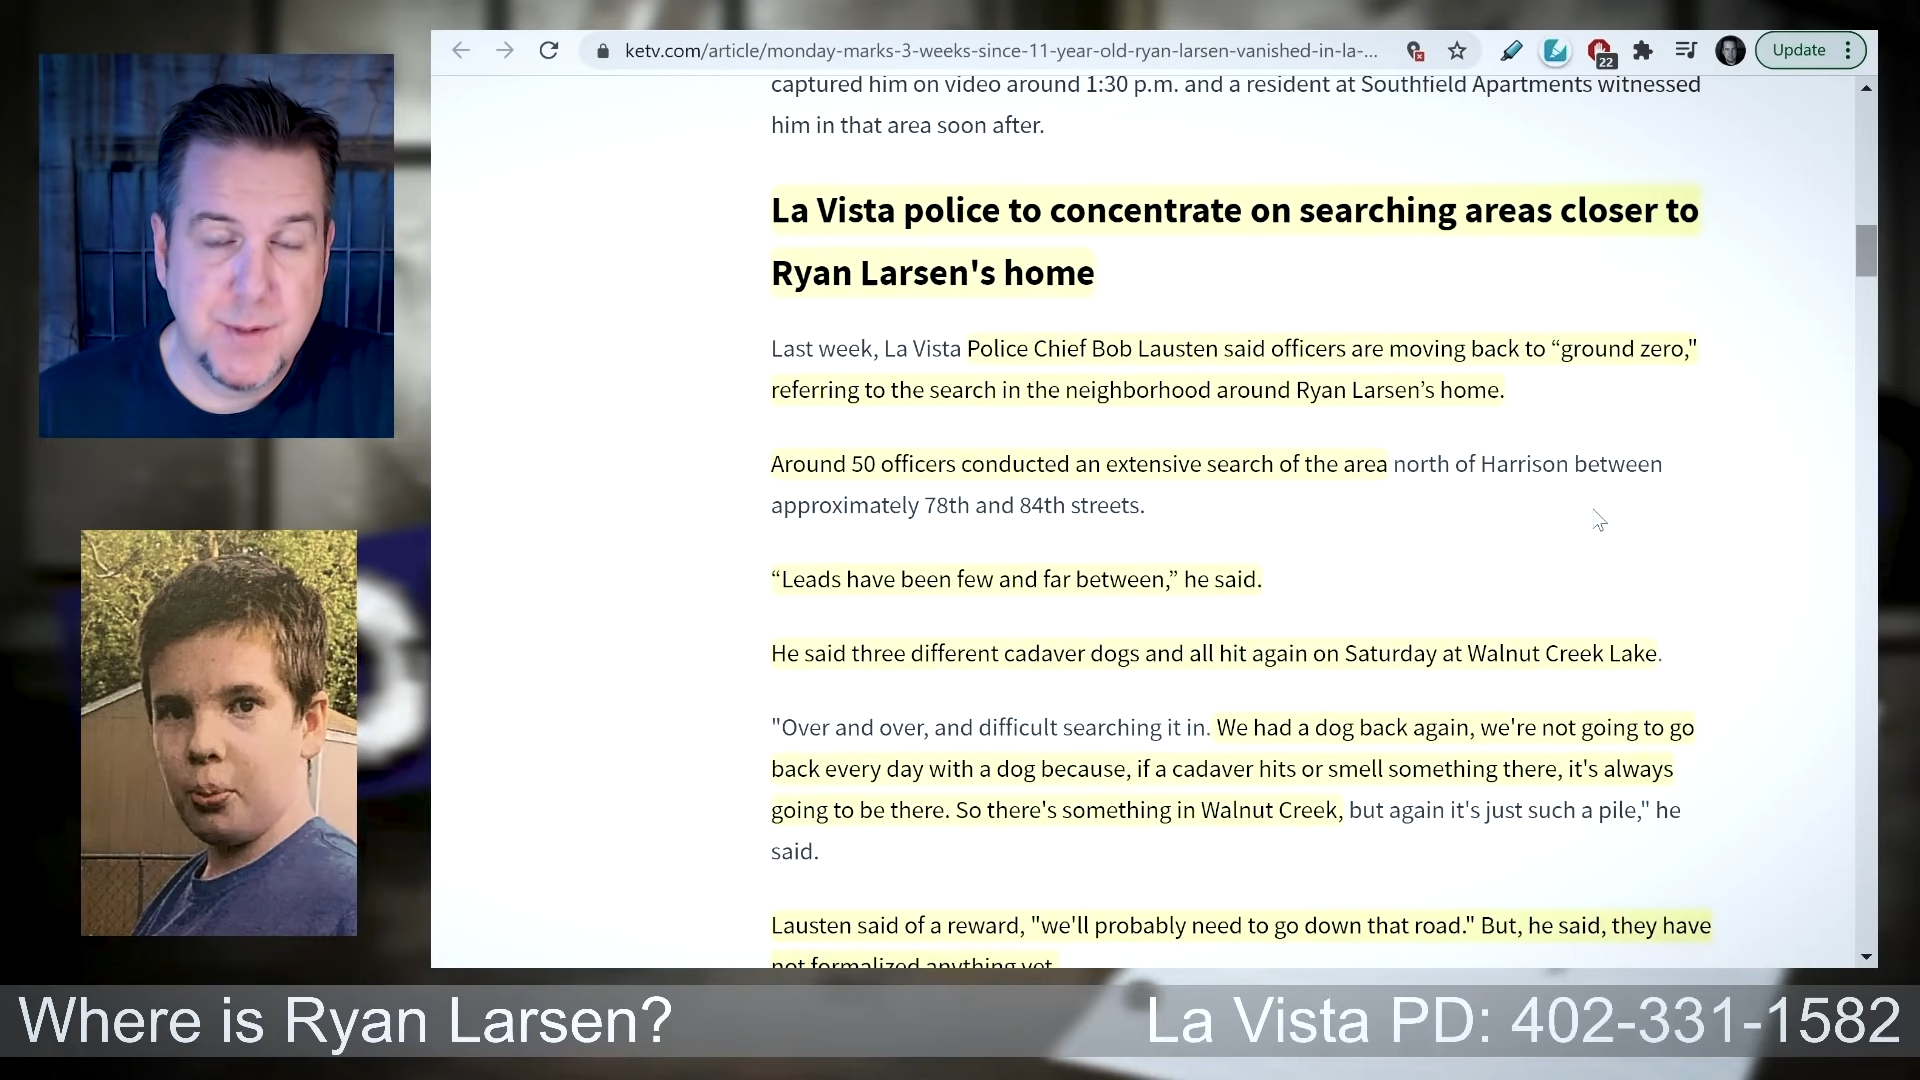 ketv.com/article/monday-marks-3-weeks-since-11-year-old-ryan-larsen-vanished-in-la-...
22
Update
captured him on video around 1:30 p.m. and a resident at Southfield Apartments witnessed
him in that area soon after.
La Vista police to concentrate on searching areas closer to
Ryan Larsen's home
Last week, La Vista Police Chief Bob Lausten said officers are moving back to “ground zero,"
referring to the search in the neighborhood around Ryan Larsen’s home.
Around 50 officers conducted an extensive search of the area north of Harrison between
approximately 78th and 84th streets.
“Leads have been few and far between,” he said.
He said three different cadaver dogs and all hit again on Saturday at Walnut Creek Lake.
"Over and over, and difficult searching it in. We had a dog back again, we're not going to go
back every day with a dog because, if a cadaver hits or smell something there, it's always
going to be there. So there's something in Walnut Creek, but again it's just such a pile," he
said.
Lausten said of a reward, "we'll probably need to go down that road." But, he said, they have
not formalized anything yet.
Where is Ryan Larsen?
La Vista PD: 402-331-1582